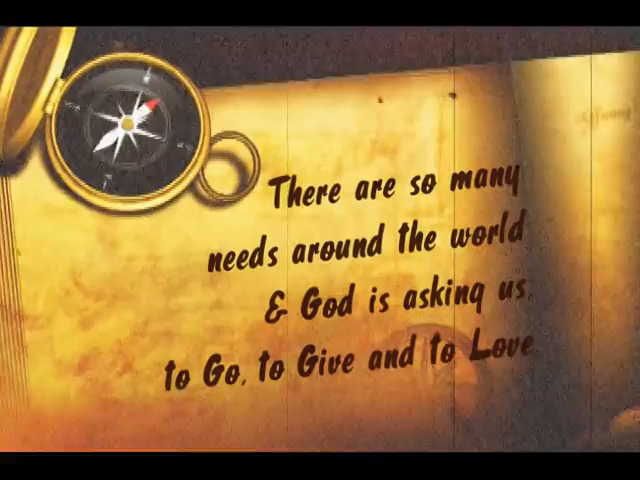 There are so many
needs around the world
& God is asking us,
to Go, to Give and to Love